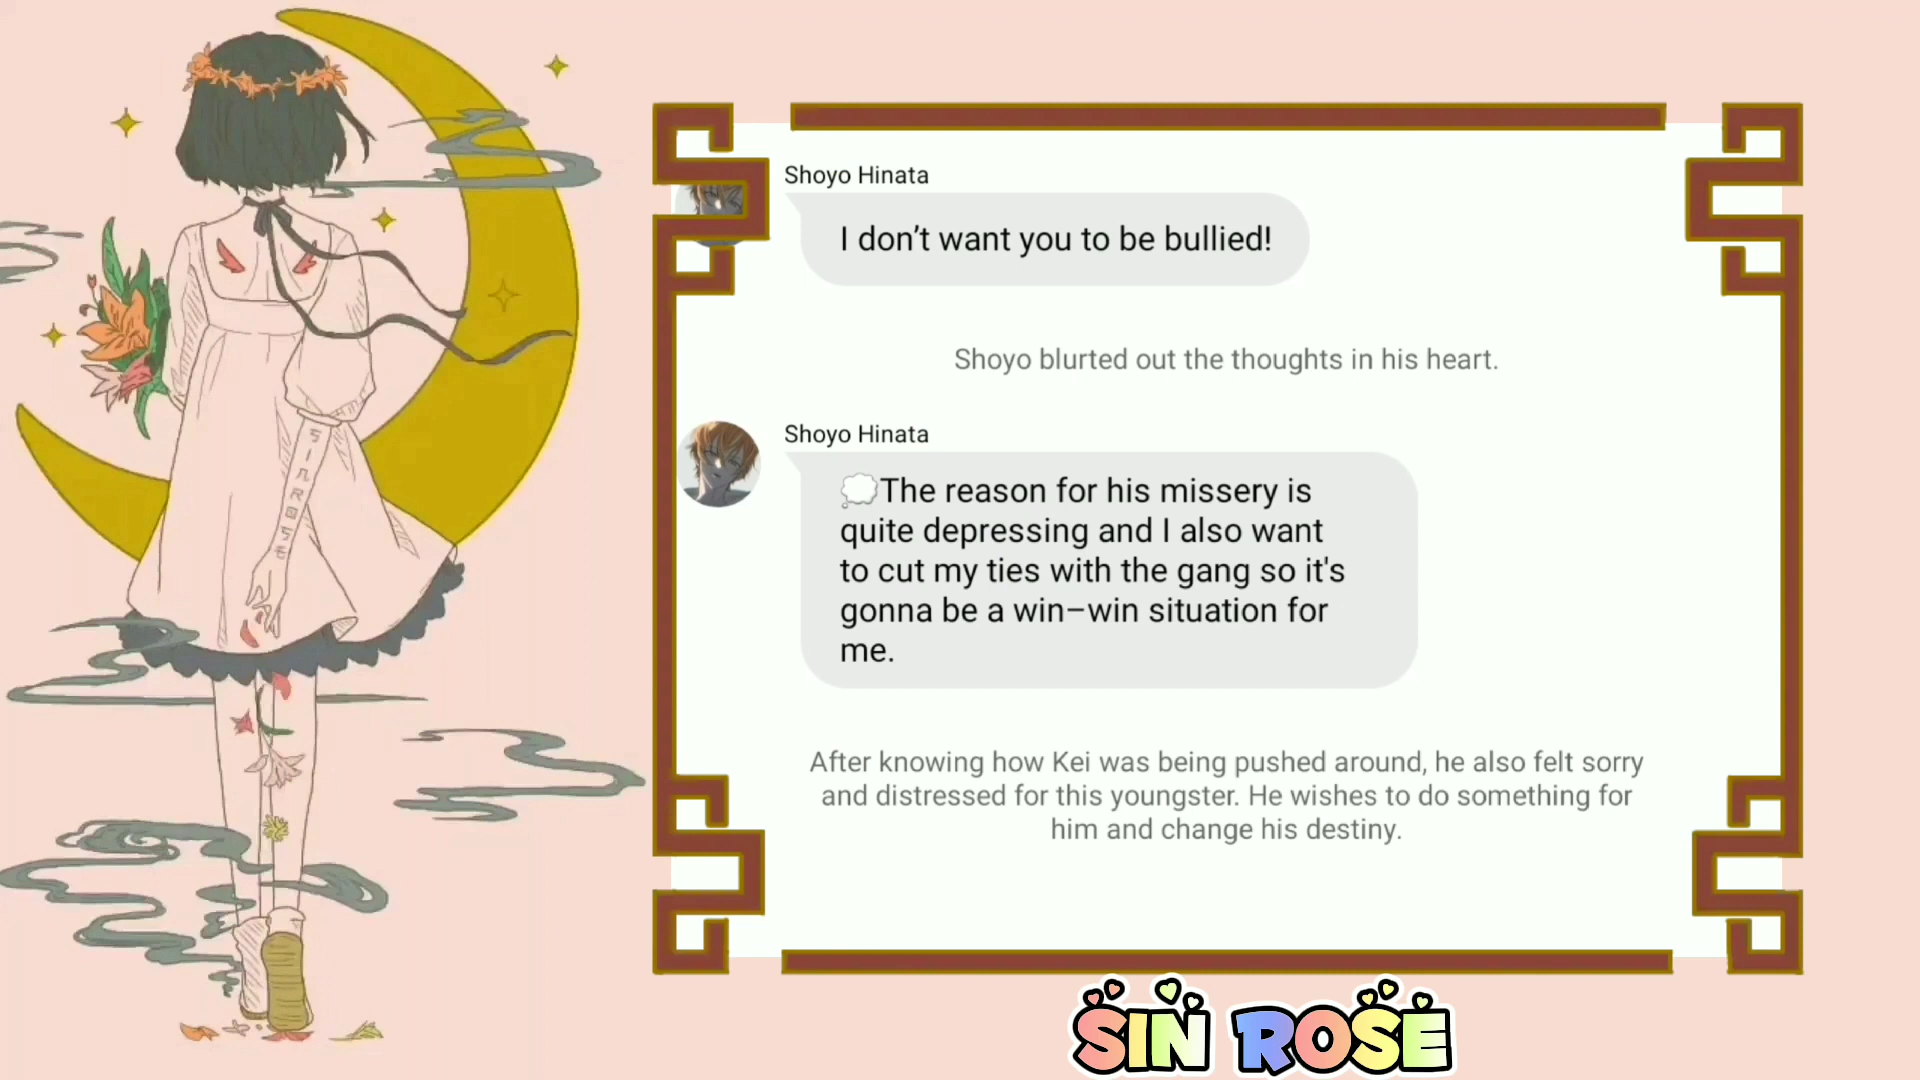 SINROSE
Shoyo Hinata
I don’t want you to be bullied!
Shoyo blurted out the thoughts in his heart.
Shoyo Hinata
💭The reason for his missery is
quite depressing and I also want
to cut my ties with the gang so it's
gonna be a win–win situation for
me.
After knowing how Kei was being pushed around, he also felt sorry
and distressed for this youngster. He wishes to do something for
him and change his destiny.
SIN ROSE